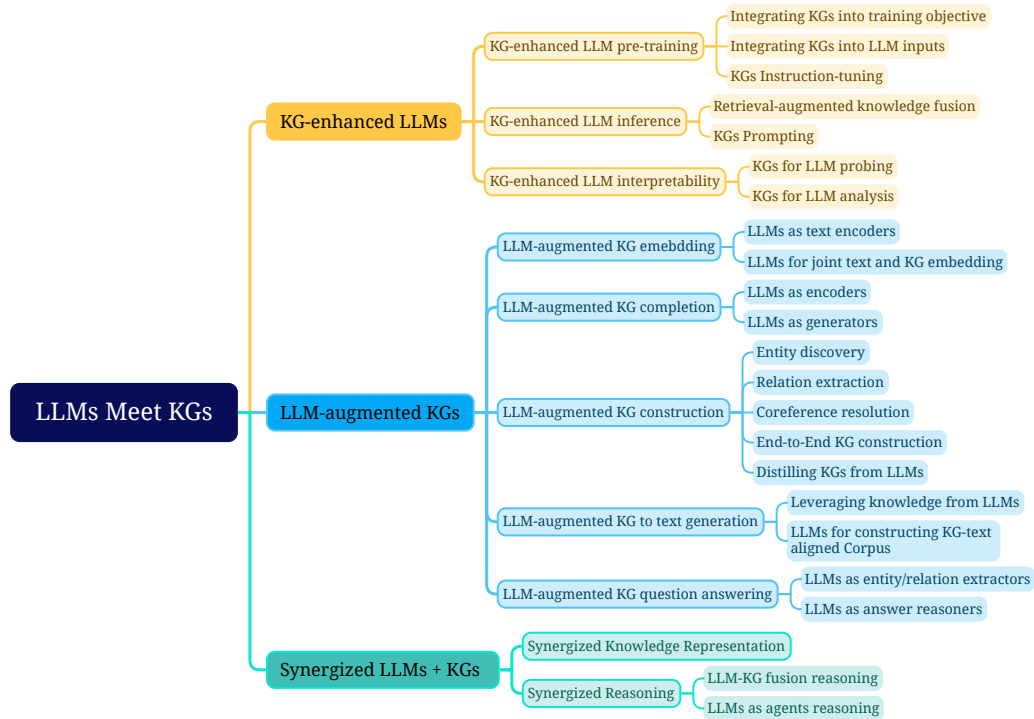 LLMs Meet KGs
KG-enhanced LLMs
KG-enhanced LLM pre-training
Integrating KGs into training objective
Integrating KGs into LLM inputs
KGs Instruction-tuning
KG-enhanced LLM inference
Retrieval-augmented knowledge fusion
KGs Prompting
KG-enhanced LLM interpretability
KGs for LLM probing
KGs for LLM analysis
LLM-augmented KGs
LLM-augmented KG emebdding
LLMs as text encoders
LLMs for joint text and KG embedding
LLM-augmented KG completion
LLMs as encoders
LLMs as generators
LLM-augmented KG construction
Entity discovery
Relation extraction
Coreference resolution
End-to-End KG construction
Distilling KGs from LLMs
LLM-augmented KG to text generation
Leveraging knowledge from LLMs
LLMs for constructing KG-text
aligned Corpus
LLM-augmented KG question answering
LLMs as entity/relation extractors
LLMs as answer reasoners
Synergized LLMs + KGs
Synergized Knowledge Representation
Synergized Reasoning
LLM-KG fusion reasoning
LLMs as agents reasoning